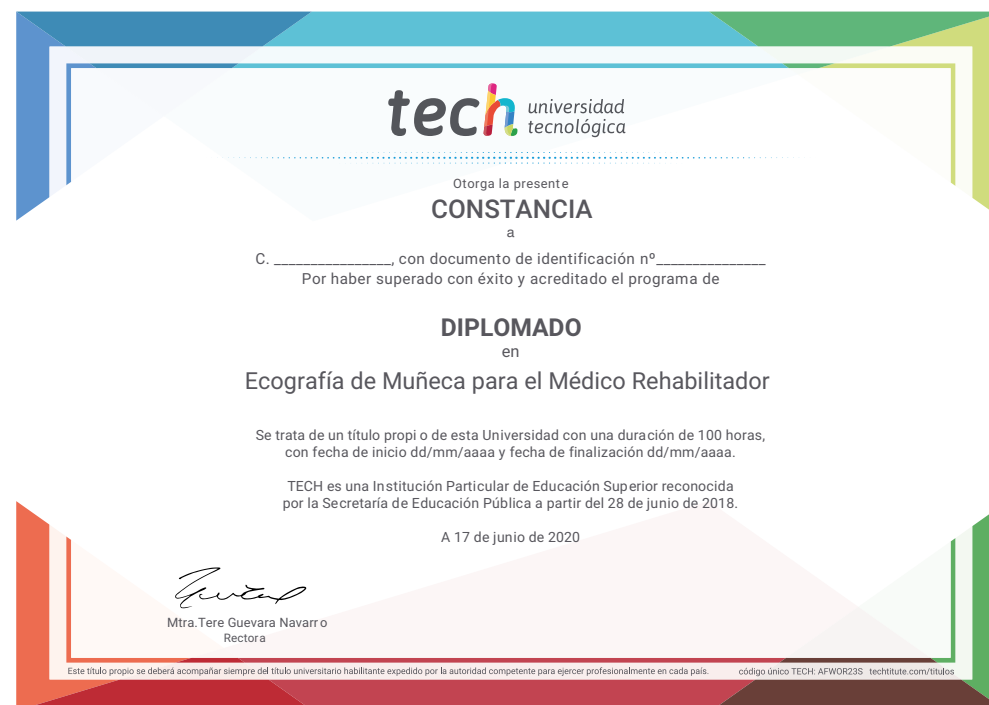 tech universidad
tecnológica
Otorga la presente
CONSTANCIA
a
C. ________________, con documento de identificación nº_______________
Por haber superado con éxito y acreditado el programa de
DIPLOMADO
en
Ecografía de Muñeca para el Médico Rehabilitador
Se trata de un título propi o de esta Universidad con una duración de 100 horas,
con fecha de inicio dd/mm/aaaa y fecha de finalización dd/mm/aaaa.
TECH es una Institución Particular de Educación Superior reconocida
por la Secretaría de Educación Pública a partir del 28 de junio de 2018.
A 17 de junio de 2020
Mtra.Tere Guevara Navarro
Rectora
Este título propio se deberá acompañar siempre del título universitario habilitante expedido por la autoridad competente para ejercer profesionalmente en cada país. código único TECH: AFWOR23S techtitute.com/titulos